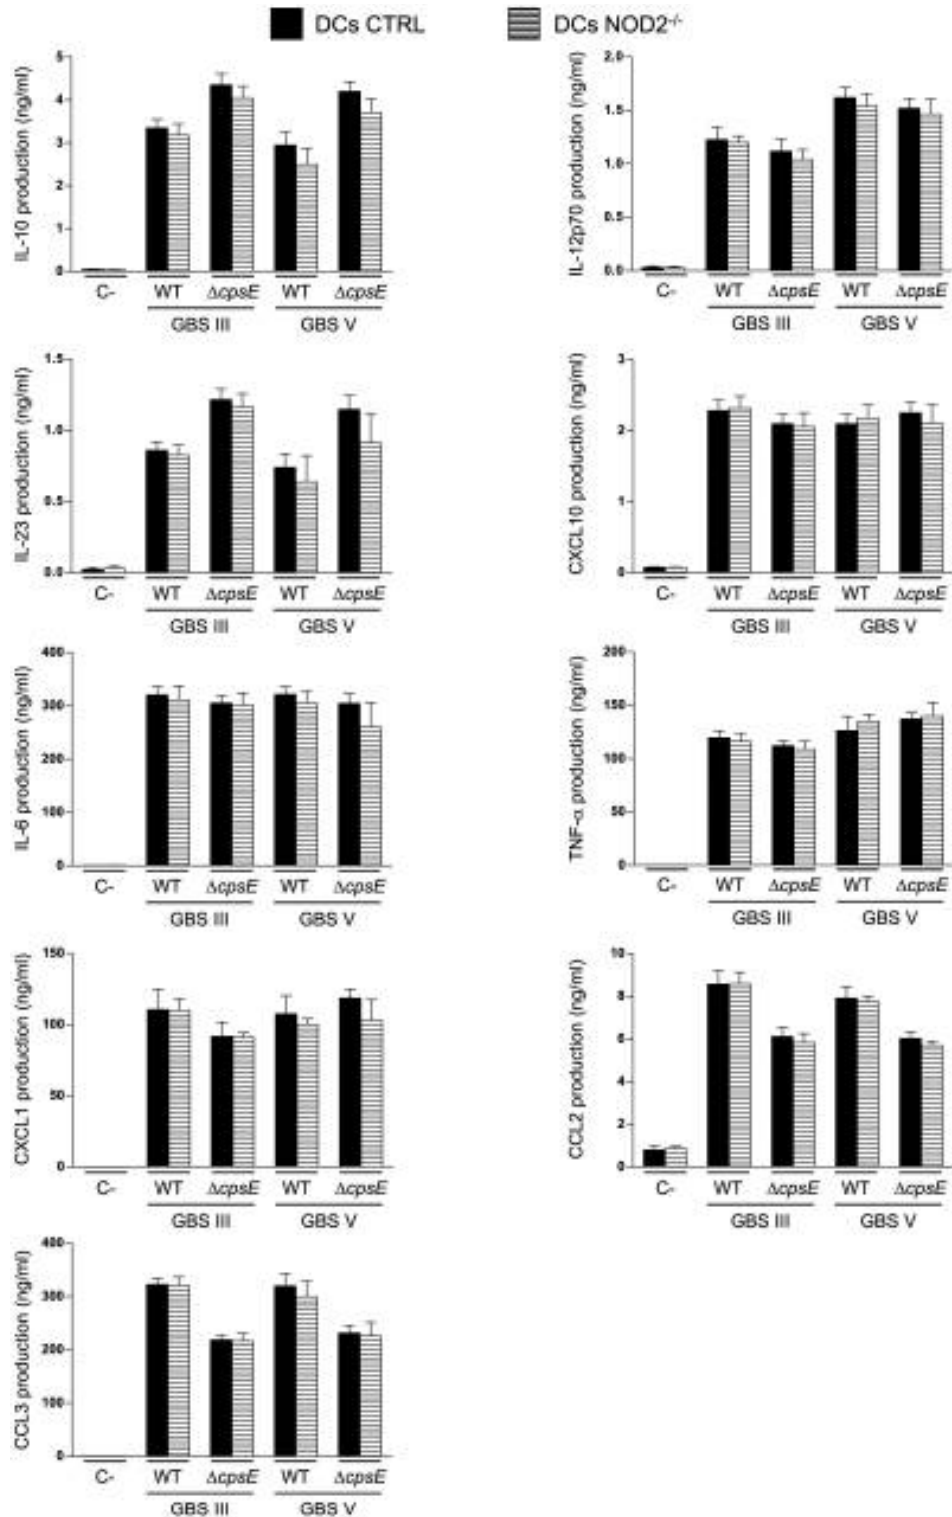 DCs CTRL DCs NOD2-/-
IL-10 production (ng/ml)
5
4
3
2
1
0
C- WT ΔcpsE WT ΔcpsE
GBS III GBS V
IL-12p70 production (ng/ml)
2.0
1.5
1.0
0.5
0.0
C- WT ΔcpsE WT ΔcpsE
GBS III GBS V
IL-23 production (ng/ml)
1.5
1.0
0.5
0.0
C- WT ΔcpsE WT ΔcpsE
GBS III GBS V
CXCL10 production (ng/ml)
3
2
1
0
C- WT ΔcpsE WT ΔcpsE
GBS III GBS V
IL-6 production (ng/ml)
400
300
200
100
0
C- WT ΔcpsE WT ΔcpsE
GBS III GBS V
TNF-α production (ng/ml)
200
150
100
50
0
C- WT ΔcpsE WT ΔcpsE
GBS III GBS V
CXCL1 production (ng/ml)
150
100
50
0
C- WT ΔcpsE WT ΔcpsE
GBS III GBS V
CCL2 production (ng/ml)
10
8
6
4
2
0
C- WT ΔcpsE WT ΔcpsE
GBS III GBS V
CCL3 production (ng/ml)
400
300
200
100
0
C- WT ΔcpsE WT ΔcpsE
GBS III GBS V